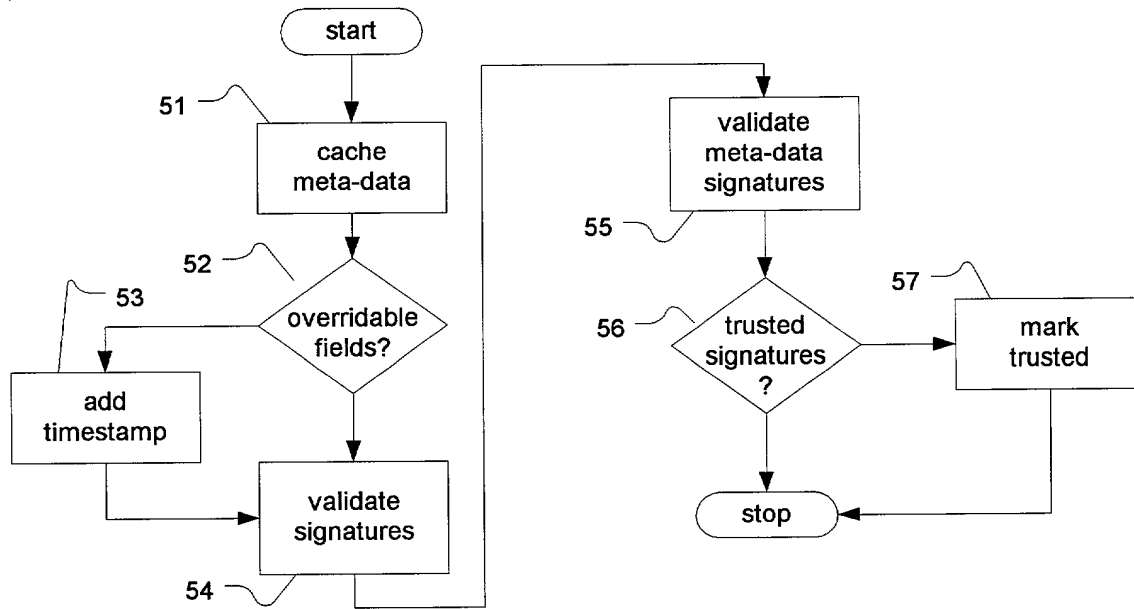 start
51
cache
meta-data
52
overridable
fields?
53
add
timestamp
validate
signatures
54
validate
meta-data
signatures
55
56
trusted
signatures
?
57
mark
trusted
stop